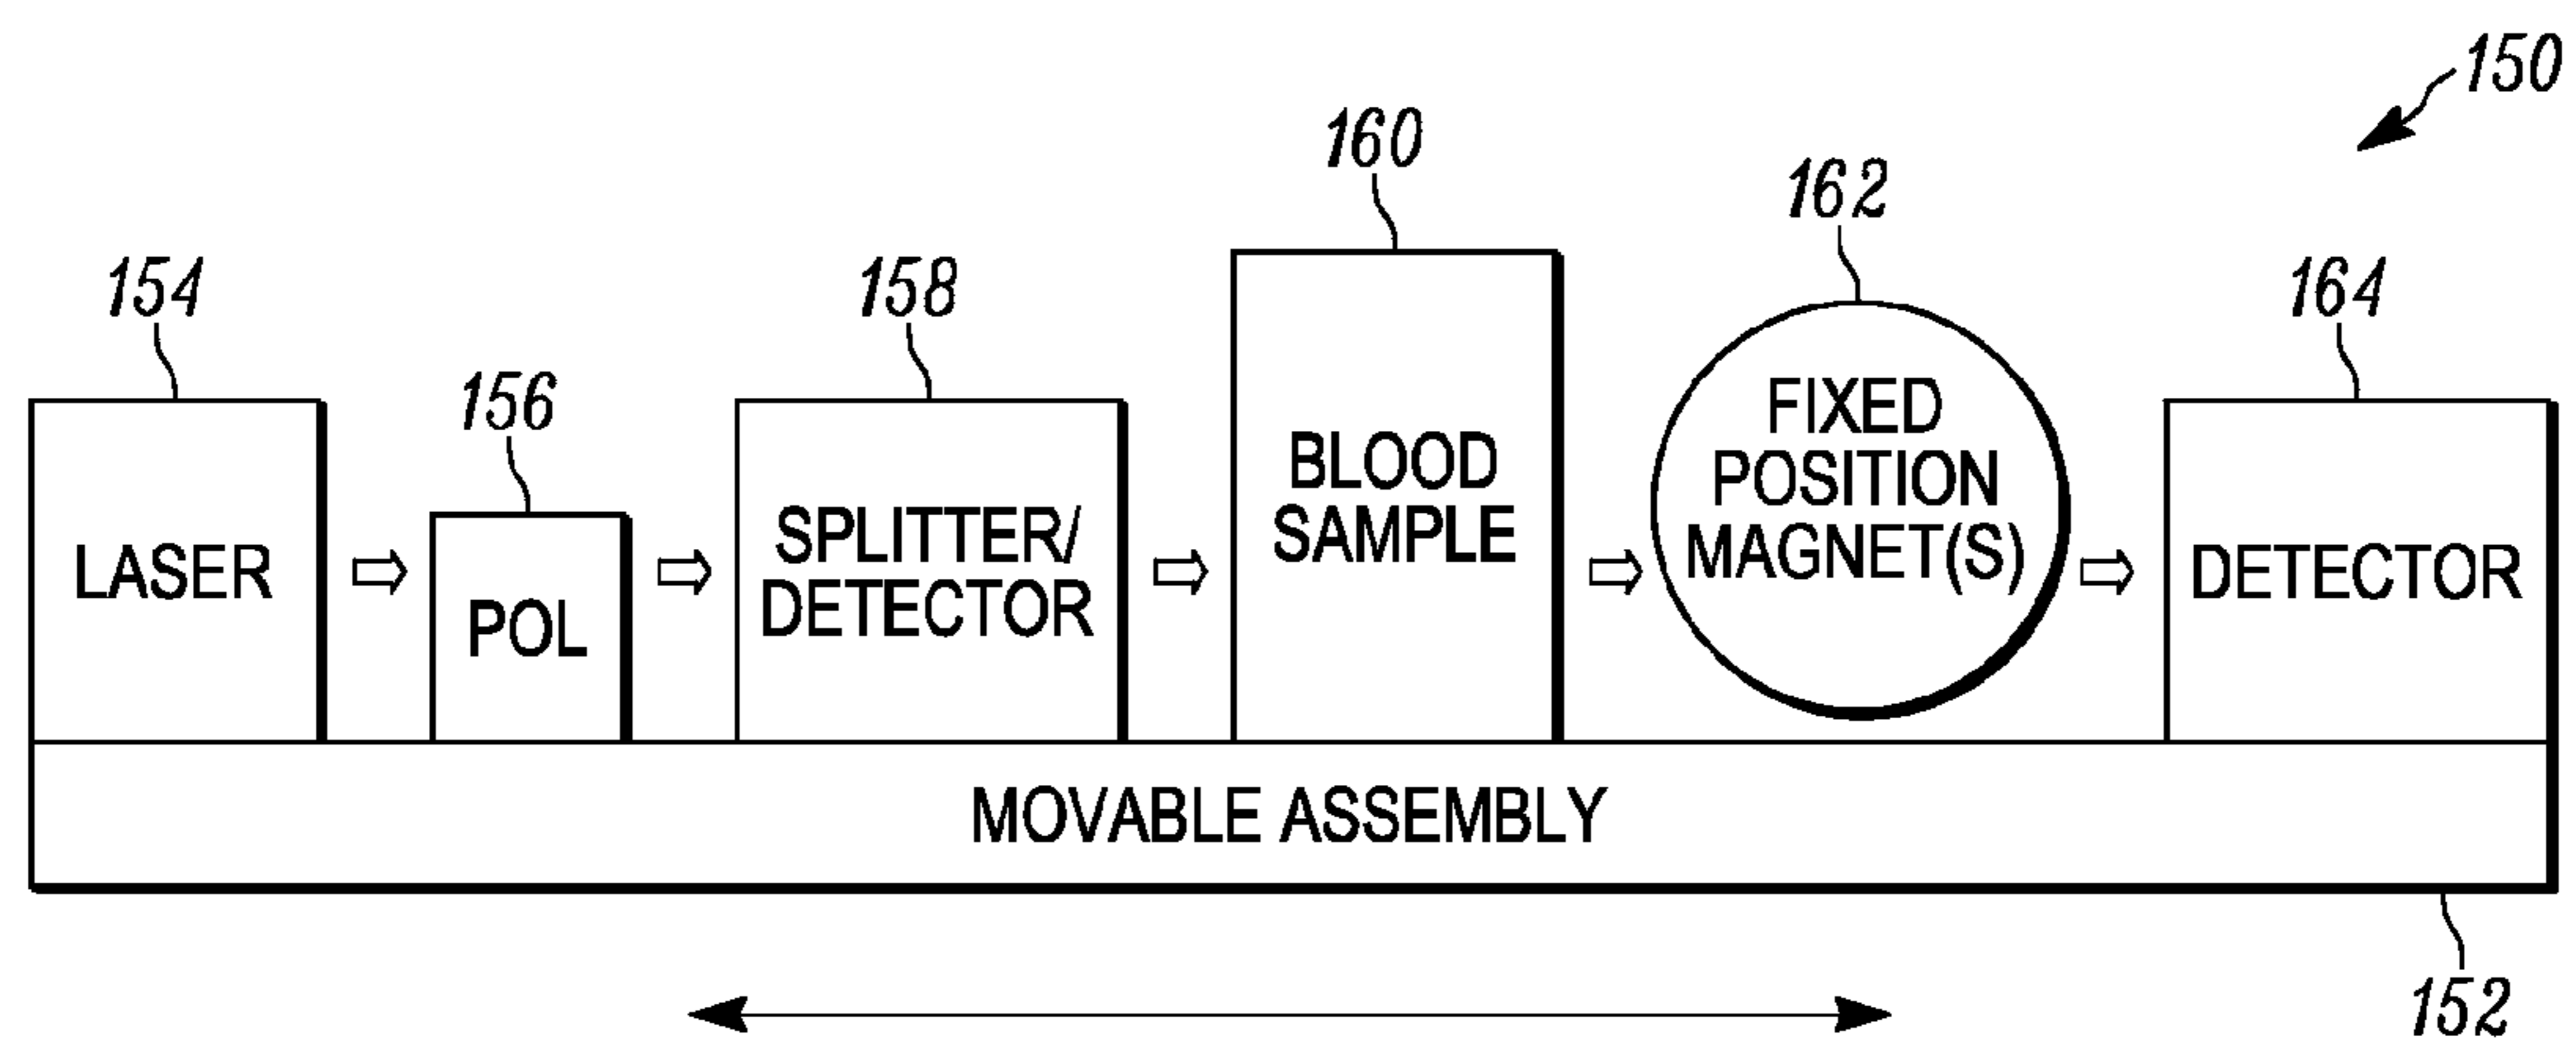 150
160
162
154
158
164
156
FIXED
POSITION
MAGNET(S)
BLOOD
SAMPLE
SPLITTER/
DETECTOR
LASER
DETECTOR
POL
MOVABLE ASSEMBLY
152